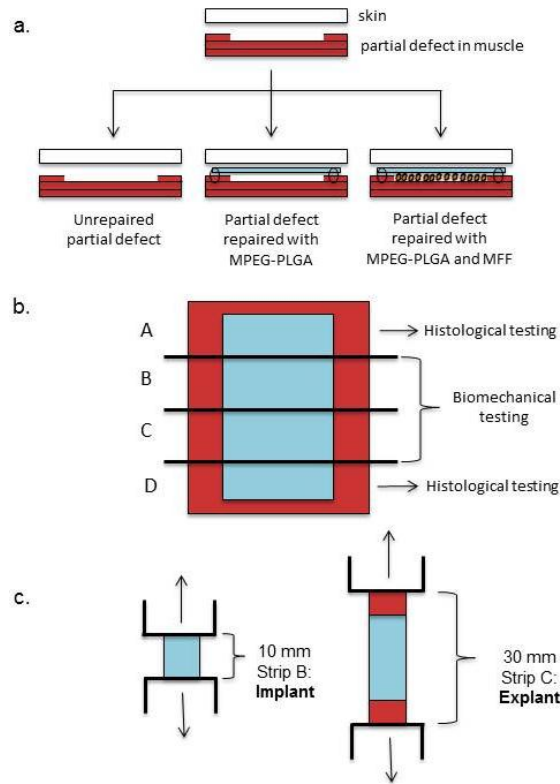 a.
skin
partial defect in muscle
Unrepaired
partial defect
Partial defect
repaired with
MPEG-PLGA
Partial defect
repaired with
MPEG-PLGA and MFF
b.
A
Histological testing
B
Biomechanical
testing
C
D
Histological testing
c.
10 mm
Strip B:
Implant
30 mm
Strip C:
Explant